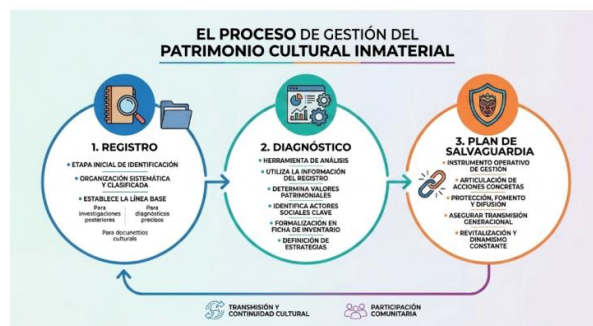 EL PROCESO DE GESTIÓN DEL
PATRIMONIO CULTURAL INMATERIAL
1. REGISTRO
• ETAPA INICIAL DE IDENTIFICACIÓN
• ORGANIZACIÓN SISTEMÁTICA
Y CLASIFICADA
• ESTABLECE LA LÍNEA BASE
Para
investigaciones
posteriores
Para
diagnósticos
precisos
Para docunettios
culturals
2. DIAGNÓSTICO
• HERRAMIENTA DE ANÁLISIS
• UTILIZA LA INFORMACIÓN
DEL REGISTRO
• DETERMINA VALORES
PATRIMONIALES
• IDENTIFICA ACTORES
SOCIALES CLAVE
• FORMALIZACIÓN EN
FICHA DE INVENTARIO
• DEFINICIÓN DE
ESTRATEGIAS
3. PLAN DE
SALVAGUARDIA
• INSTRUMENTO OPERATIVO
DE GESTIÓN
• ARTICULACIÓN DE
ACCIONES CONCRETAS
• PROTECCIÓN, FOMENTO
Y DIFUSIÓN
• ASEGURAR TRANSMISIÓN
GENERACIONAL
• REVITALIZACIÓN Y
DINAMISMO
CONSTANTE
TRANSMISIÓN Y
CONTINUIDAD CULTURAL
PARTICIPACIÓN
COMUNITARIA